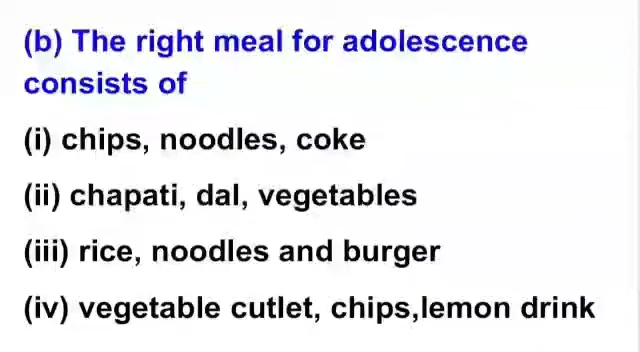 (b) The right meal for adolescence
consists of
(i) chips, noodles, coke
(ii) chapati, dal, vegetables
(iii) rice, noodles and burger
(iv) vegetable cutlet, chips,lemon drink